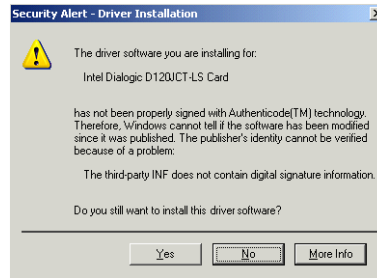 Security Alert - Driver Installation
The driver software you are installing for:
Intel Dialogic D120JCT-LS Card
has not been properly signed with Authenticode(TM) technology.
Therefore, Windows cannot tell if the software has been modified
since it was published. The publisher's identity cannot be verified
because of a problem:
The third-party INF does not contain digital signature information.
Do you still want to install this driver software?
Yes No More Info